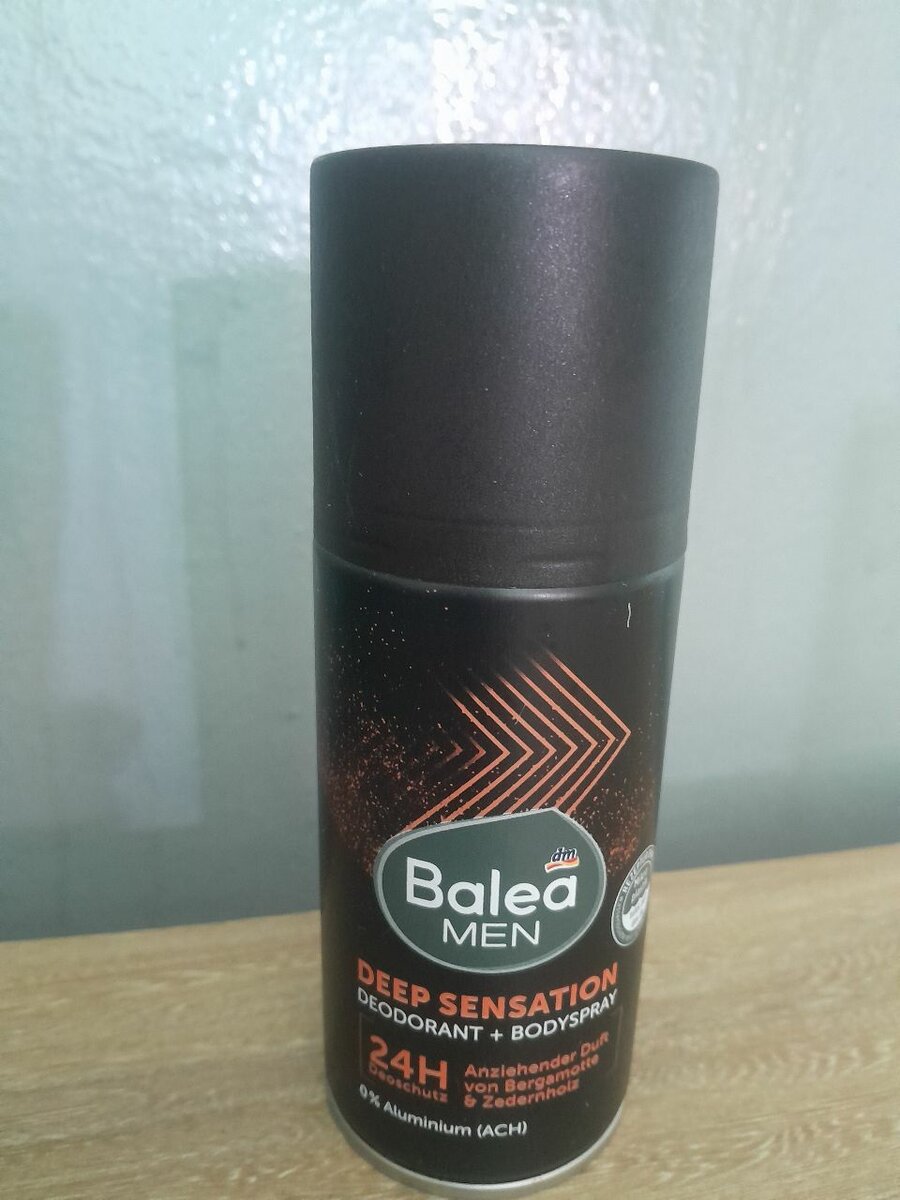 dm
Balea
MEN
DEEP SENSATION
DEODORANT + BODYSPRAY
24H
Deoschutz
Anziehender Duft
von Bergamotte
& Zedernholz
0% Aluminium (ACH)